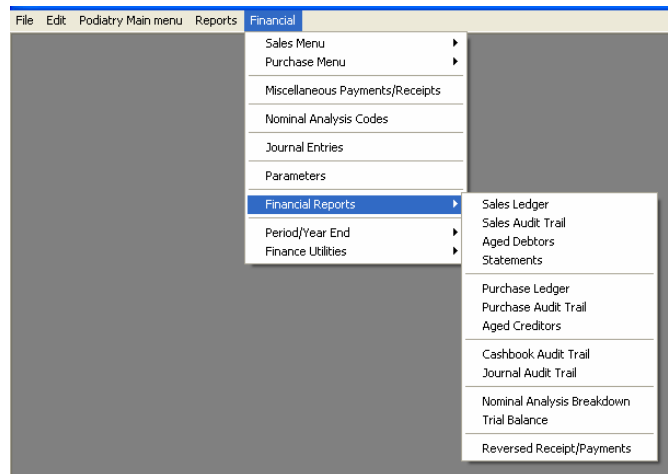 File Edit Podiatry Main menu Reports Financial
Sales Menu
Purchase Menu
Miscellaneous Payments/Receipts
Nominal Analysis Codes
Journal Entries
Parameters
Financial Reports
Period/Year End
Finance Utilities
Sales Ledger
Sales Audit Trail
Aged Debtors
Statements
Purchase Ledger
Purchase Audit Trail
Aged Creditors
Cashbook Audit Trail
Journal Audit Trail
Nominal Analysis Breakdown
Trial Balance
Reversed Receipt/Payments